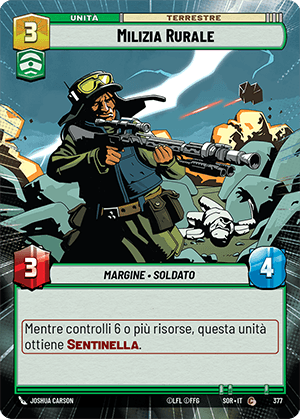 UNITÀ TERRESTRE
3 MILIZIA RURALE
3 MARGINE • SOLDATO 4
Mentre controlli 6 o più risorse, questa unità
ottiene SENTINELLA.
JOSHUA CARSON ©LFL ©FFG SOR • IT C 377